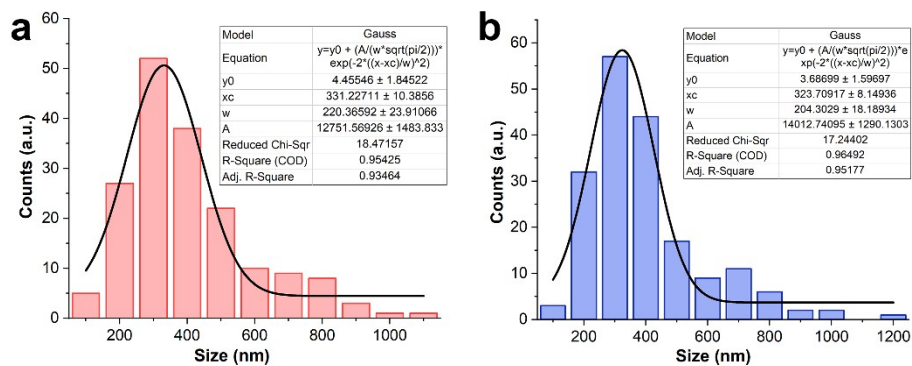 a
Counts (a.u.)
60
50
40
30
20
10
0
200 400 600 800 1000
Size (nm)
Model Gauss
Equation y=y0 + (A/(w*sqrt(pi/2)))*
exp(-2*((x-xc)/w)^2)
y0 4.45546 ± 1.84522
xc 331.22711 ± 10.3856
w 220.36592 ± 23.91066
A 12751.56926 ± 1483.833
Reduced Chi-Sqr 18.47157
R-Square (COD) 0.95425
Adj. R-Square 0.93464
b
Counts (a.u.)
60
50
40
30
20
10
0
200 400 600 800 1000 1200
Size (nm)
Model Gauss
Equation y=y0 + (A/(w*sqrt(pi/2)))*e
xp(-2*((x-xc)/w)^2)
y0 3.68699 ± 1.59697
xc 323.70917 ± 8.14936
w 204.3029 ± 18.18934
A 14012.74095 ± 1290.1303
Reduced Chi-Sqr 17.24402
R-Square (COD) 0.96492
Adj. R-Square 0.95177